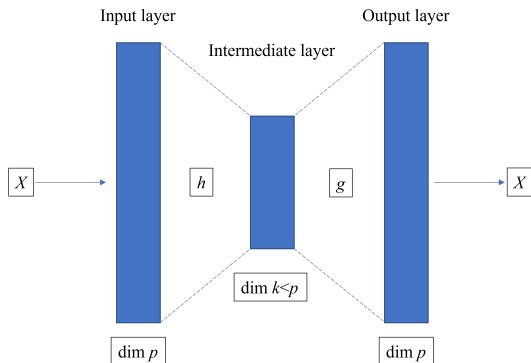 Input layer
Output layer
Intermediate layer
X
h
g
X
dim k<p
dim p
dim p